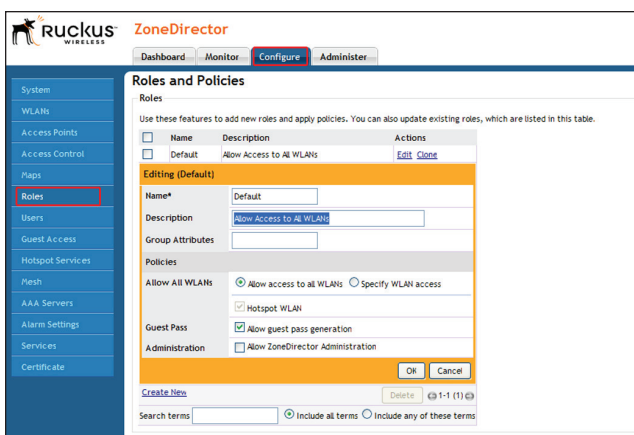 Ruckus
WIRELESS
ZoneDirector
Dashboard Monitor Configure Administer
System
WLANs
Access Points
Access Control
Maps
Roles
Users
Guest Access
Hotspot Services
Mesh
AAA Servers
Alarm Settings
Services
Certificate
Roles and Policies
Roles
Use these features to add new roles and apply policies. You can also update existing roles, which are listed in this table.
Name Description Actions
Default Allow Access to All WLANs Edit Clone
Editing (Default)
Name* Default
Description Allow Access to All WLANs
Group Attributes
Policies
Allow All WLANs Allow access to all WLANs Specify WLAN access
Hotspot WLAN
Guest Pass Allow guest pass generation
Administration Allow ZoneDirector Administration
OK Cancel
Create New Delete 1-1 (1)
Search terms Include all terms Include any of these terms